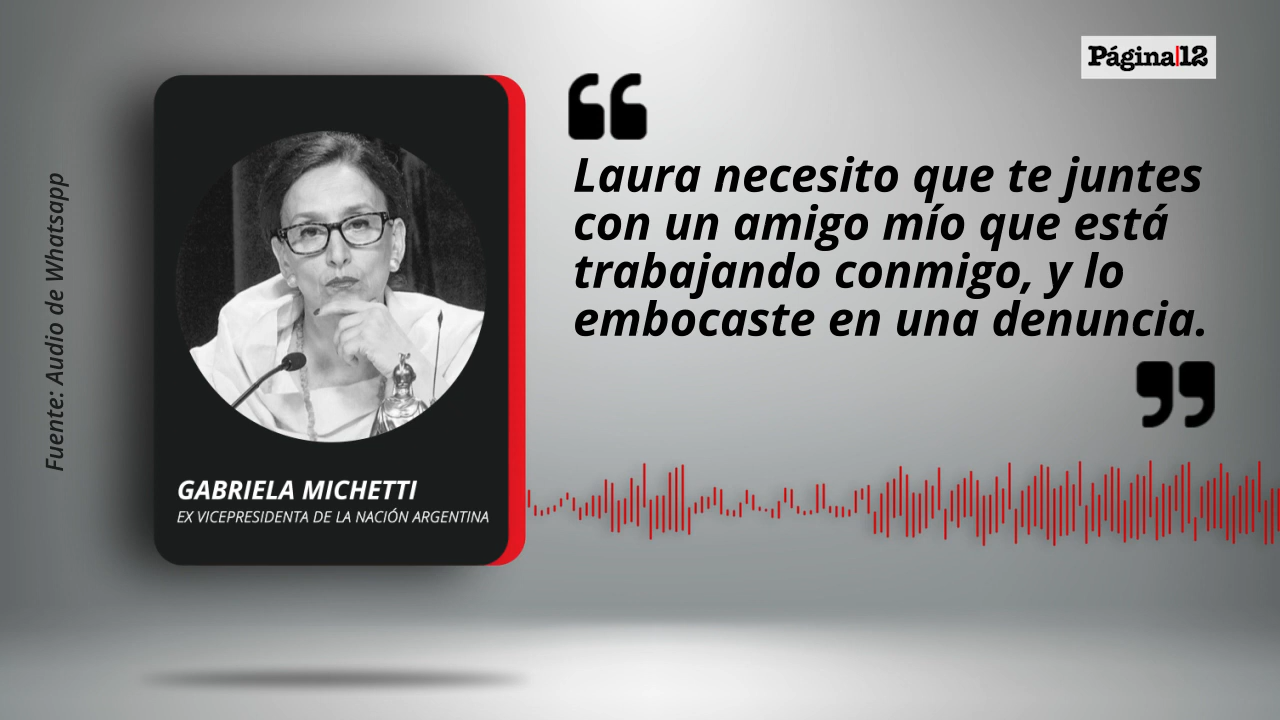 Página|12
“
Laura necesito que te juntes
con un amigo mío que está
trabajando conmigo, y lo
embocaste en una denuncia.
”
Fuente: Audio de Whatsapp
GABRIELA MICHETTI
EX VICEPRESIDENTA DE LA NACIÓN ARGENTINA